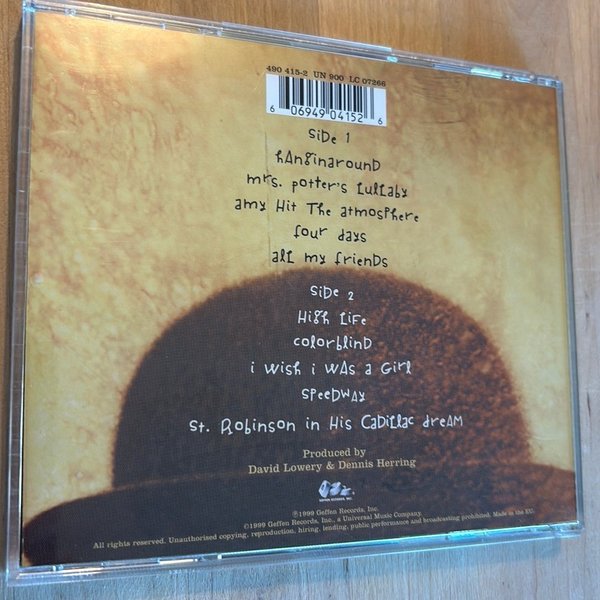 490 415-2 UN 900 LC 07266
6 06949 04152 6
Side 1
hanginaround
mrs. potter's lullaby
amy Hit The atmosphere
four days
all my friends
Side 2
High Life
colorblind
i wish i was a Girl
speedway
St. Robinson in His Cadillac dream
Produced by
David Lowery & Dennis Herring
GEFFEN RECORDS, INC.
℗1999 Geffen Records, Inc.
©1999 Geffen Records, Inc., a Universal Music Company.
All rights reserved. Unauthorised copying, reproduction, hiring, lending, public performance and broadcasting prohibited. Made in the EU.